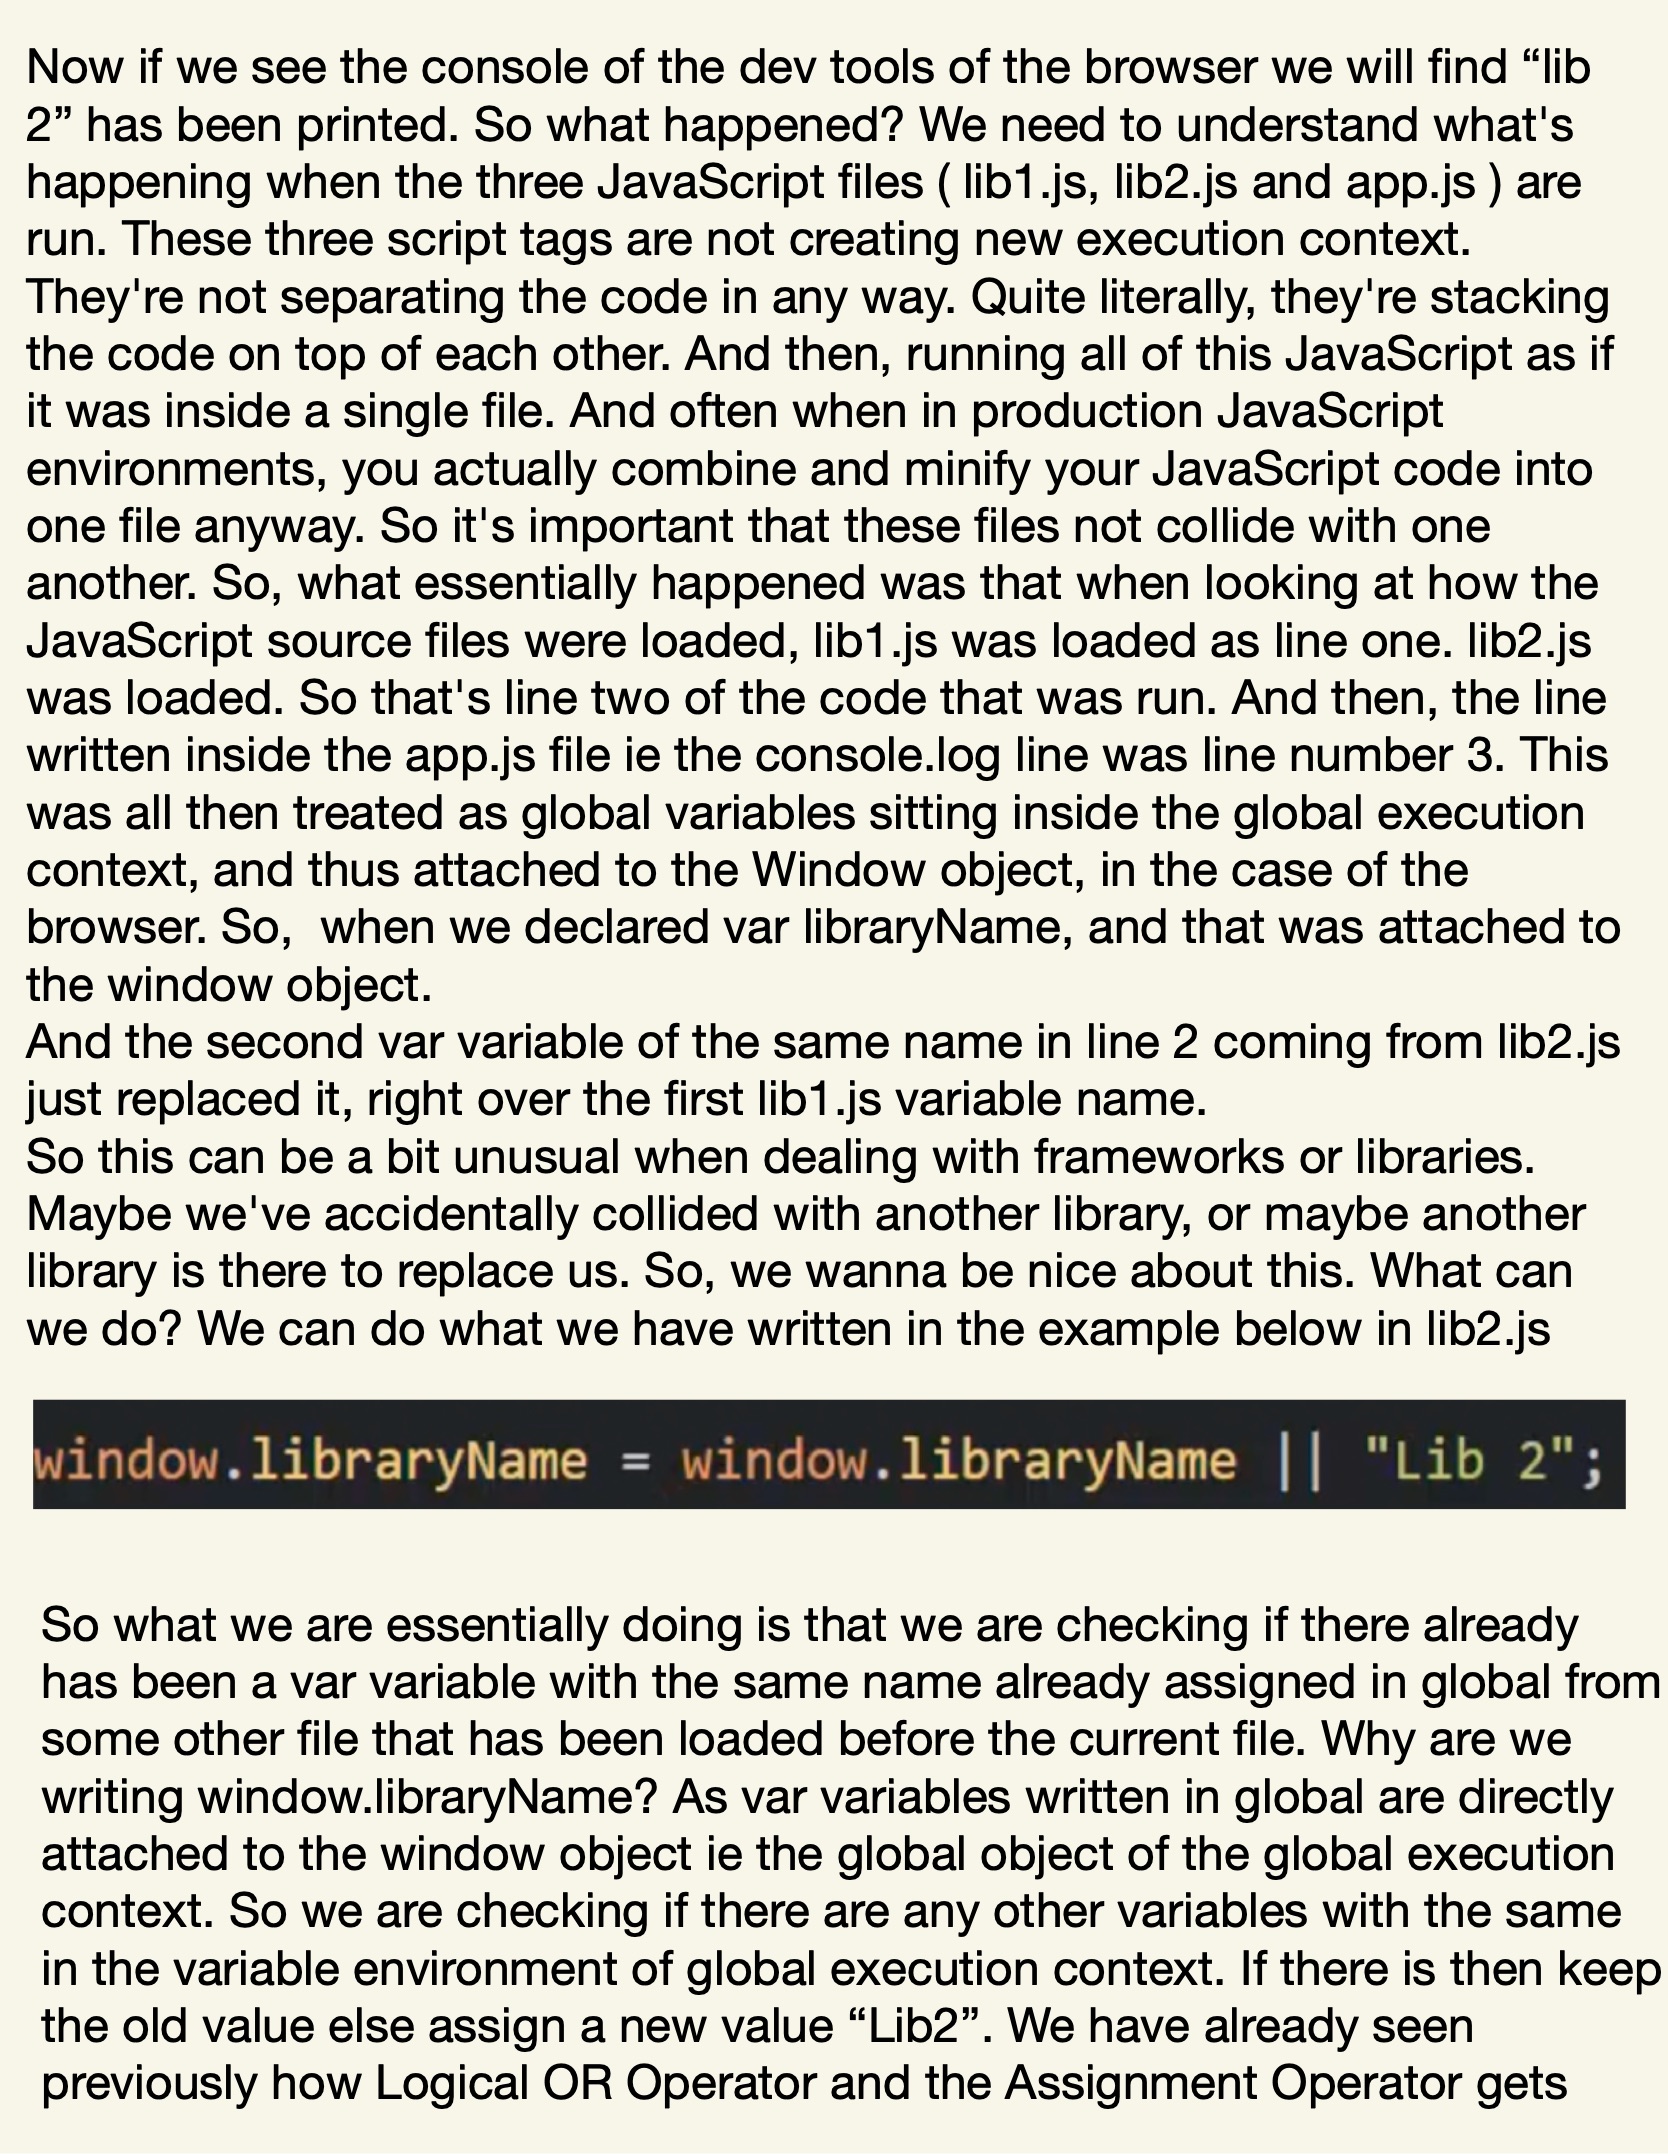 Now if we see the console of the dev tools of the browser we will find “lib
2” has been printed. So what happened? We need to understand what's
happening when the three JavaScript files ( lib1.js, lib2.js and app.js ) are
run. These three script tags are not creating new execution context.
They're not separating the code in any way. Quite literally, they're stacking
the code on top of each other. And then, running all of this JavaScript as if
it was inside a single file. And often when in production JavaScript
environments, you actually combine and minify your JavaScript code into
one file anyway. So it's important that these files not collide with one
another. So, what essentially happened was that when looking at how the
JavaScript source files were loaded, lib1.js was loaded as line one. lib2.js
was loaded. So that's line two of the code that was run. And then, the line
written inside the app.js file ie the console.log line was line number 3. This
was all then treated as global variables sitting inside the global execution
context, and thus attached to the Window object, in the case of the
browser. So,  when we declared var libraryName, and that was attached to
the window object.
And the second var variable of the same name in line 2 coming from lib2.js
just replaced it, right over the first lib1.js variable name.
So this can be a bit unusual when dealing with frameworks or libraries.
Maybe we've accidentally collided with another library, or maybe another
library is there to replace us. So, we wanna be nice about this. What can
we do? We can do what we have written in the example below in lib2.js
window.libraryName = window.libraryName || "Lib 2";
So what we are essentially doing is that we are checking if there already
has been a var variable with the same name already assigned in global from
some other file that has been loaded before the current file. Why are we
writing window.libraryName? As var variables written in global are directly
attached to the window object ie the global object of the global execution
context. So we are checking if there are any other variables with the same
in the variable environment of global execution context. If there is then keep
the old value else assign a new value “Lib2”. We have already seen
previously how Logical OR Operator and the Assignment Operator gets